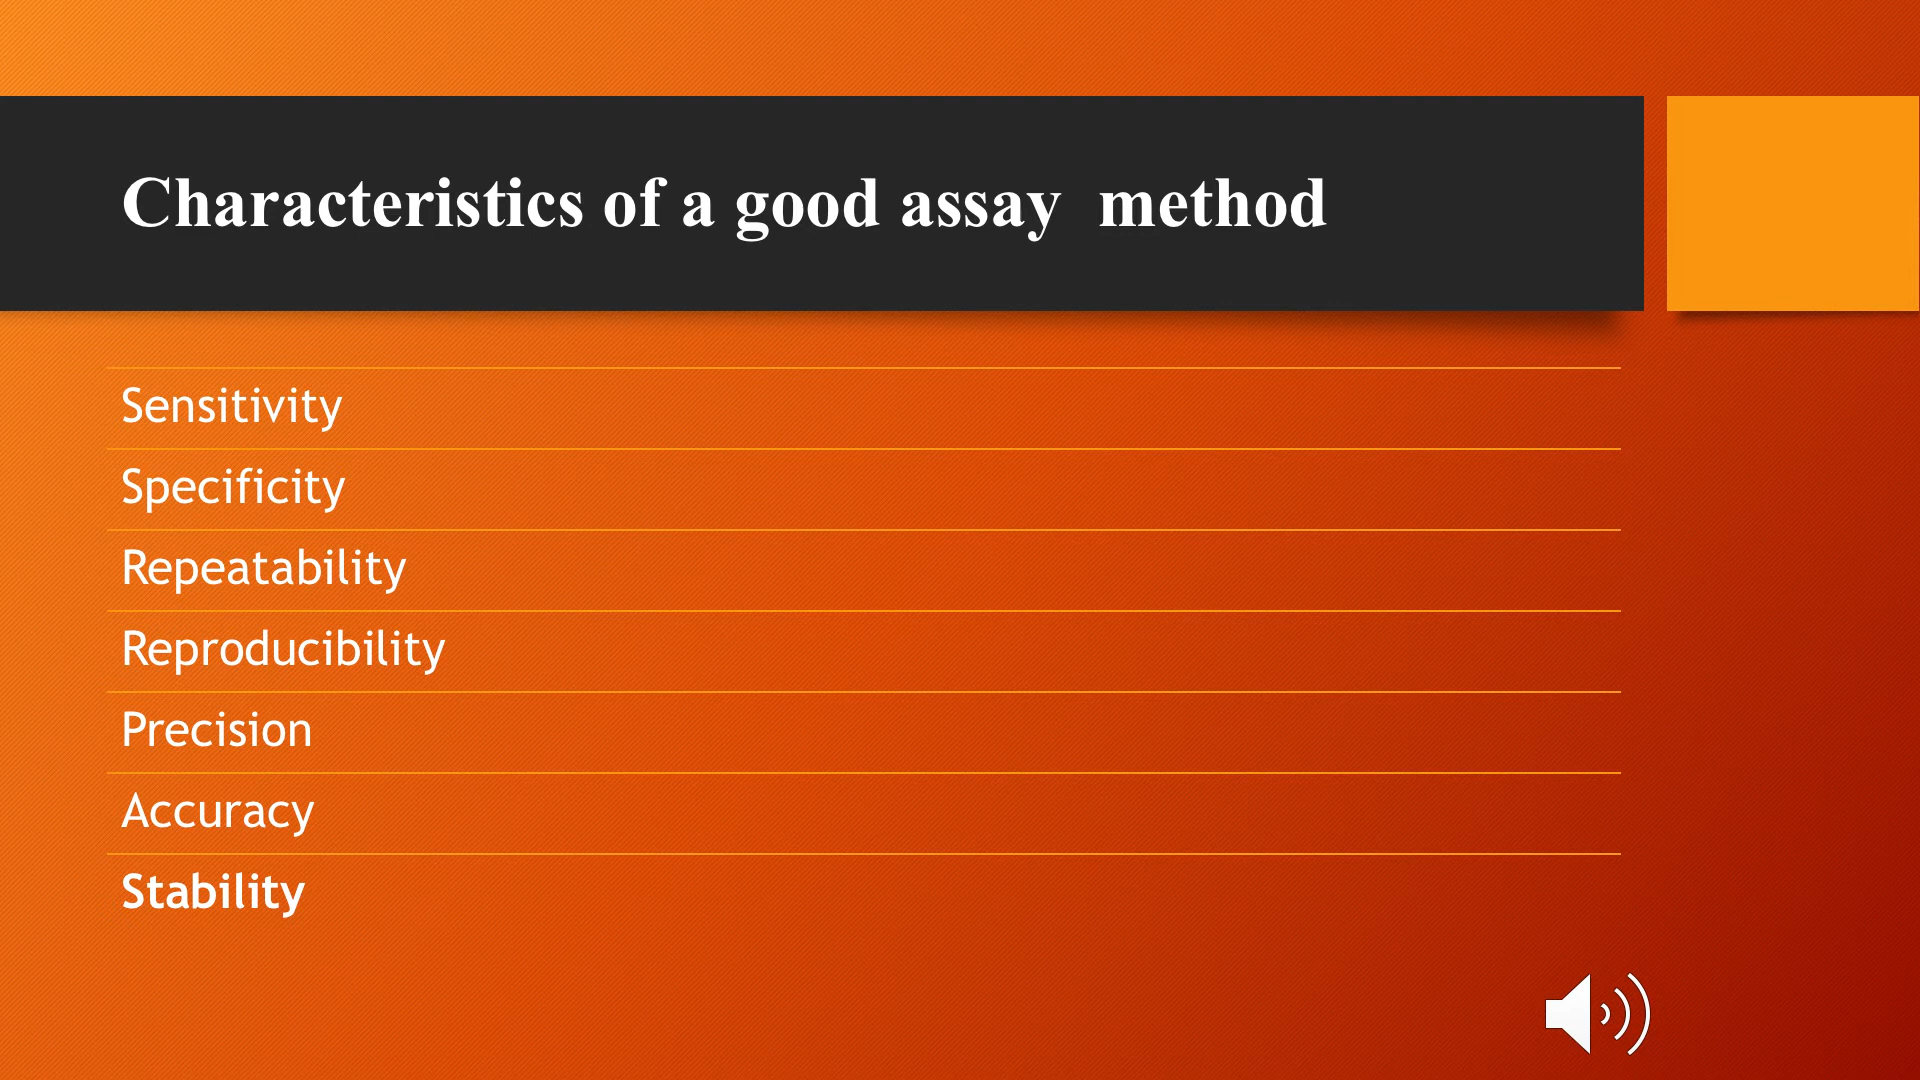 Characteristics of a good assay  method
Sensitivity
Specificity
Repeatability
Reproducibility
Precision
Accuracy
Stability